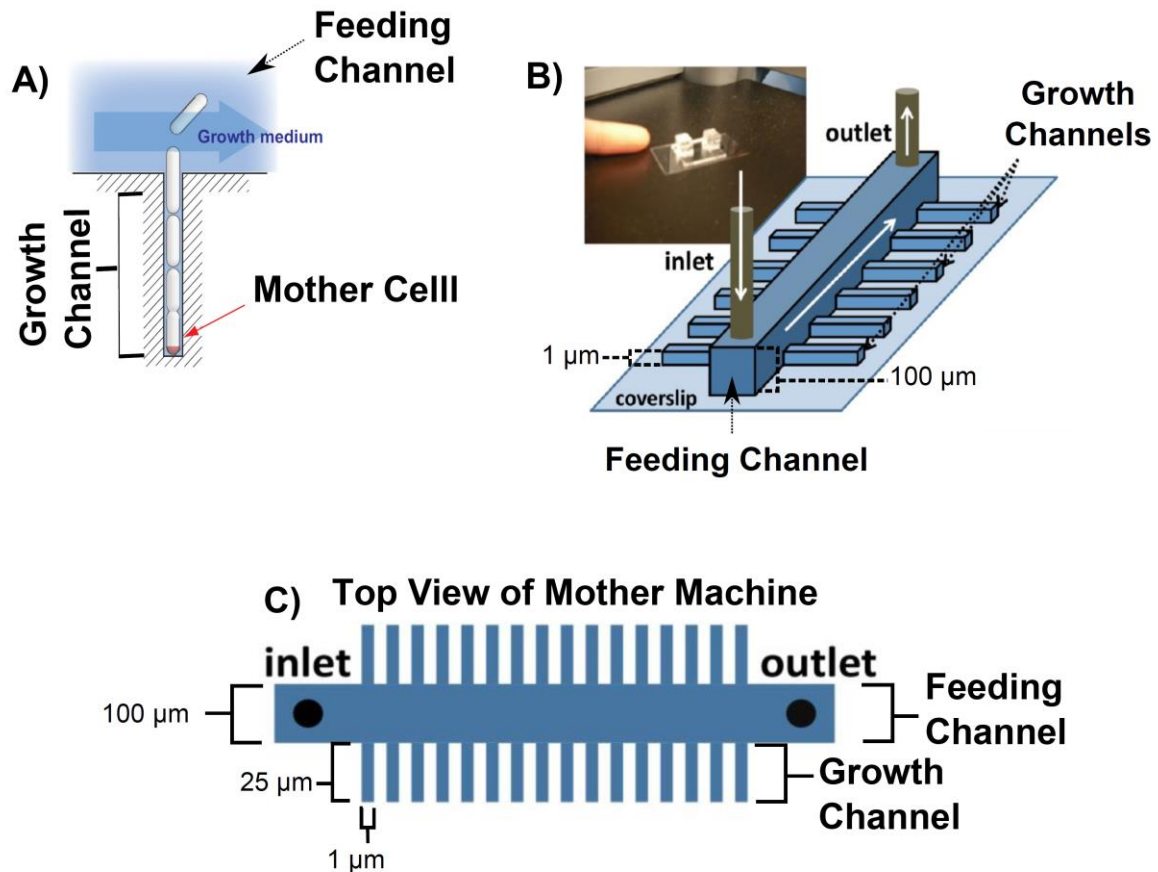 A)
Feeding
Channel
Growth medium
Growth
Channel
Mother Celll
B)
outlet
Growth
Channels
inlet
1 µm
100 µm
coverslip
Feeding Channel
C)
Top View of Mother Machine
inlet
outlet
100 µm
Feeding
Channel
25 µm
Growth
Channel
1 µm